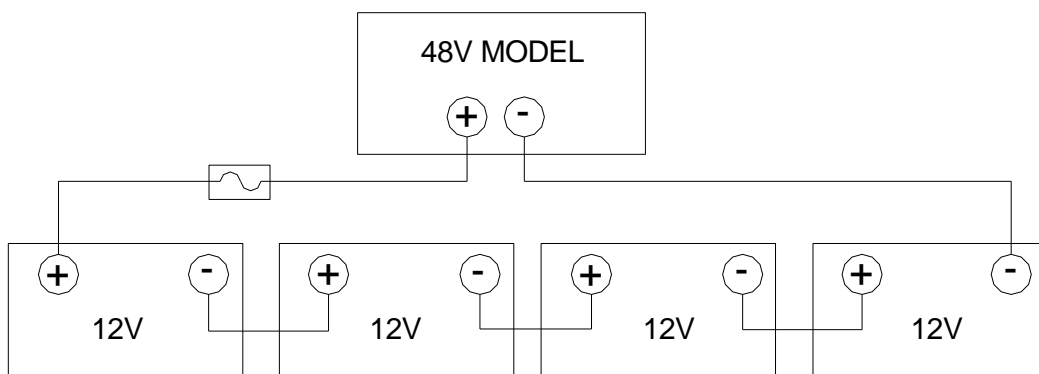 48V MODEL
+ -
+ - + - + - + -
12V 12V 12V 12V